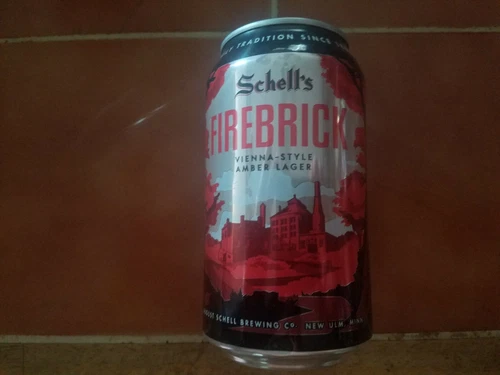 TRADITION SINCE
Schell's
FIREBRICK
VIENNA-STYLE
AMBER LAGER
SCHELL BREWING CO NEW ULM,